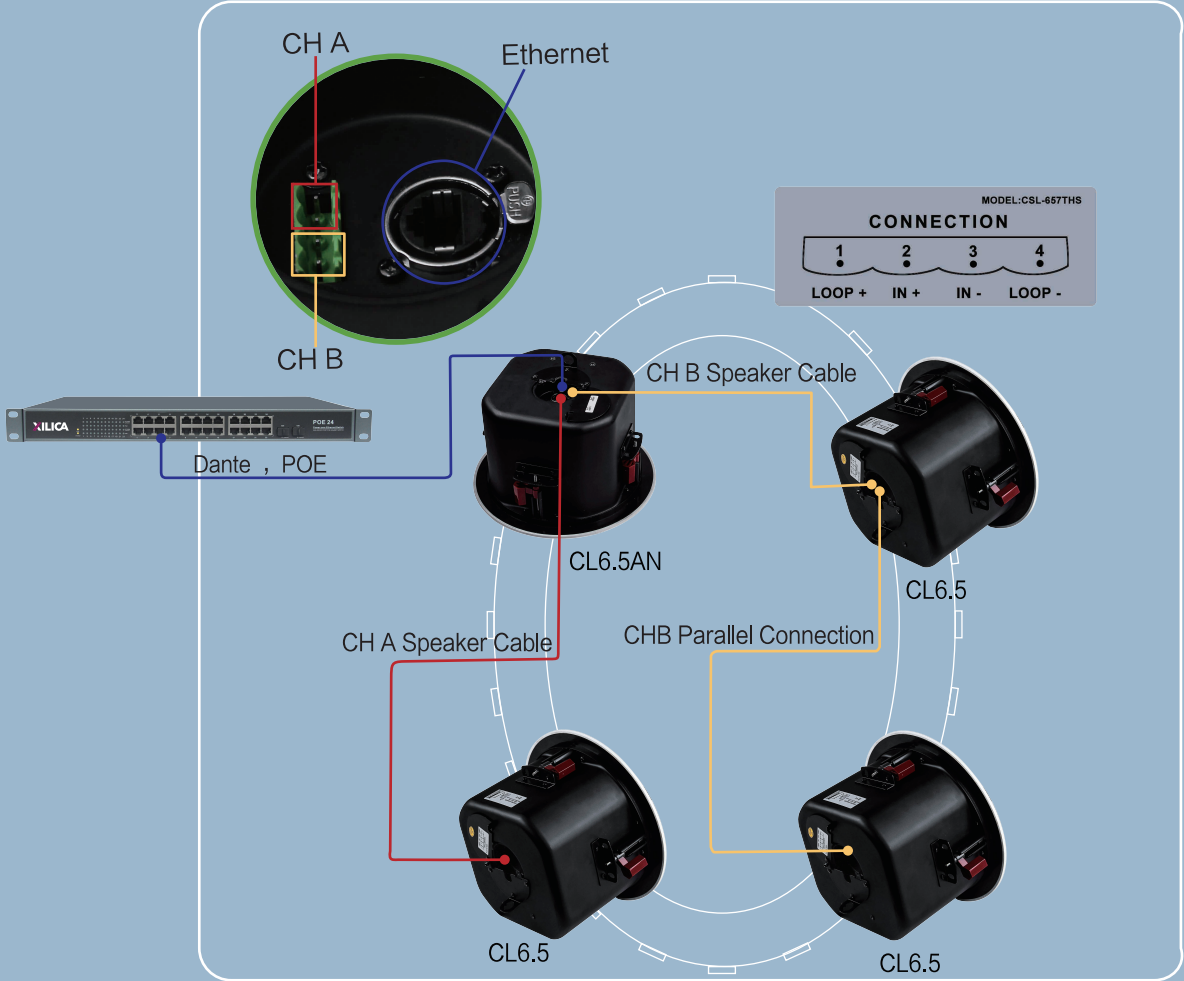 CH A
Ethernet
PUSH
CH B
MODEL:CSL-657THS
CONNECTION
1 2 3 4
LOOP + IN + IN - LOOP -
CH B Speaker Cable
XILICA
POE 24
Dante , POE
CL6.5AN
CL6.5
CH A Speaker Cable
CHB Parallel Connection
CL6.5
CL6.5